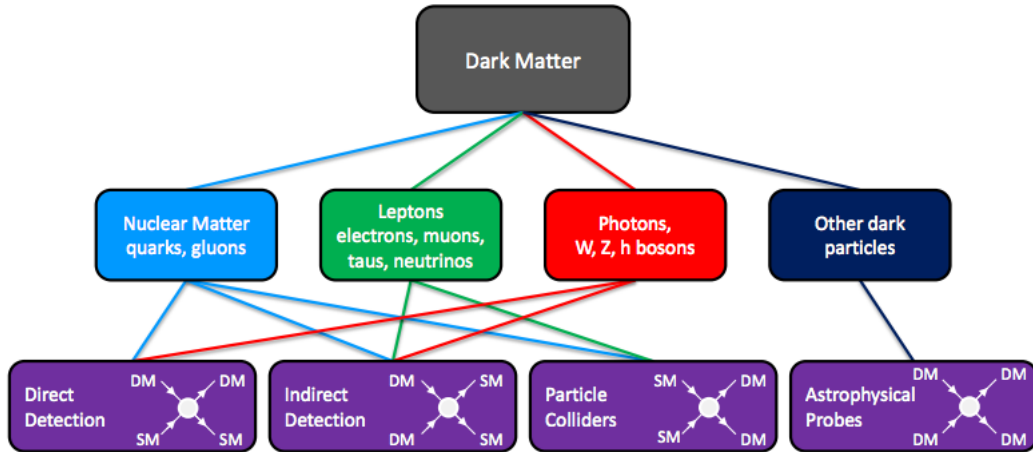 Dark Matter
Nuclear Matter
quarks, gluons
Leptons
electrons, muons,
taus, neutrinos
Photons,
W, Z, h bosons
Other dark
particles
Direct
Detection
DM
DM
SM
SM
Indirect
Detection
DM
SM
DM
SM
Particle
Colliders
SM
DM
SM
DM
Astrophysical
Probes
DM
DM
DM
DM